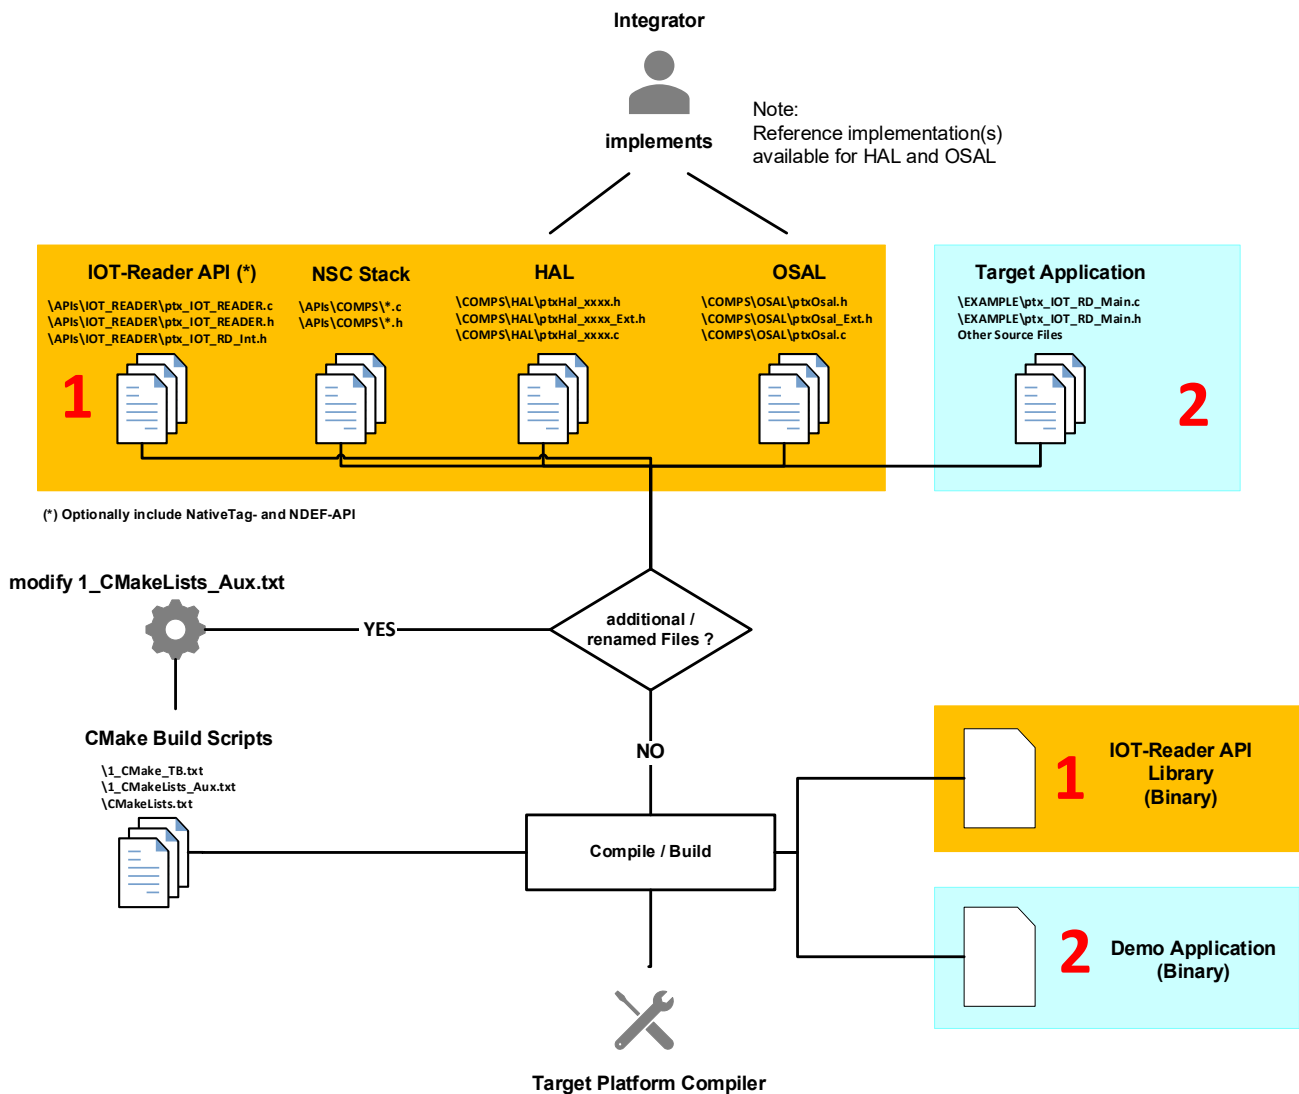 Integrator
implements
Note:
Reference implementation(s)
available for HAL and OSAL
IOT-Reader API (*)
\APIs\IOT_READER\ptx_IOT_READER.c
\APIs\IOT_READER\ptx_IOT_READER.h
\APIs\IOT_READER\ptx_IOT_RD_Int.h
1
NSC Stack
\APIs\COMPS\*.c
\APIs\COMPS\*.h
HAL
\COMPS\HAL\ptxHal_xxxx.h
\COMPS\HAL\ptxHal_xxxx_Ext.h
\COMPS\HAL\ptxHal_xxxx.c
OSAL
\COMPS\OSAL\ptxOsal.h
\COMPS\OSAL\ptxOsal_Ext.h
\COMPS\OSAL\ptxOsal.c
Target Application
\EXAMPLE\ptx_IOT_RD_Main.c
\EXAMPLE\ptx_IOT_RD_Main.h
Other Source Files
2
(*) Optionally include NativeTag- and NDEF-API
modify 1_CMakeLists_Aux.txt
YES
additional /
renamed Files ?
NO
CMake Build Scripts
\1_CMake_TB.txt
\1_CMakeLists_Aux.txt
\CMakeLists.txt
Compile / Build
1
IOT-Reader API
Library
(Binary)
2
Demo Application
(Binary)
Target Platform Compiler